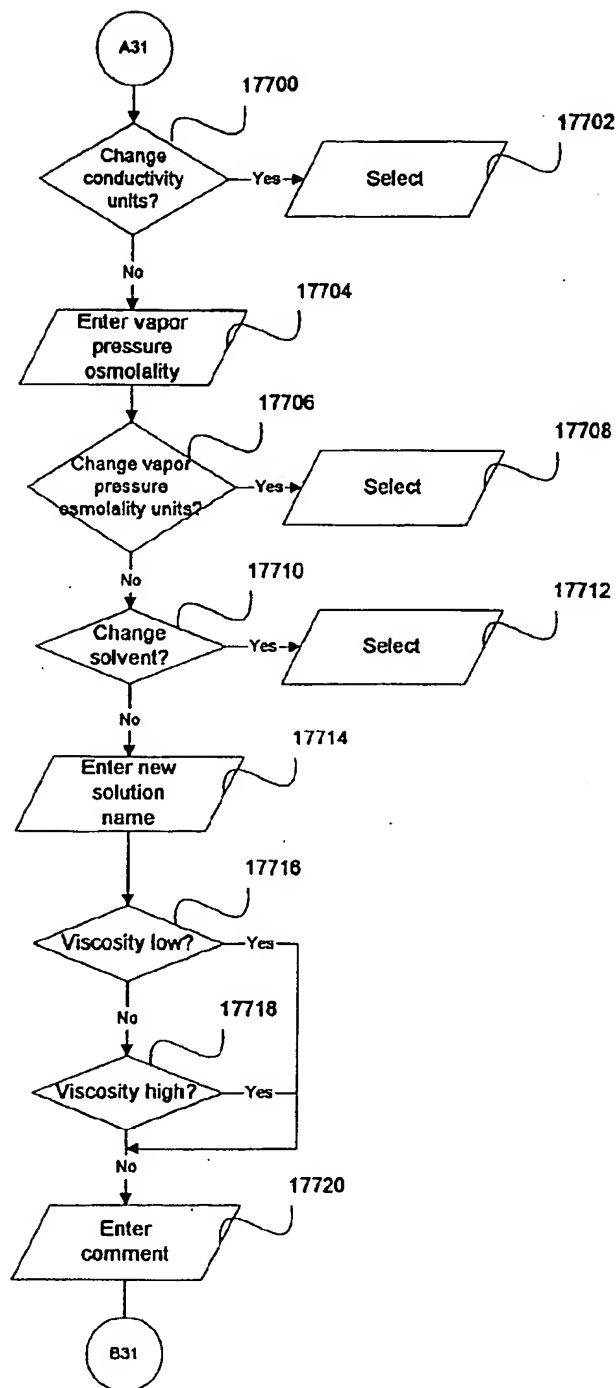 A31
17700
Change
conductivity
units?
Yes
17702
Select
No
17704
Enter vapor
pressure
osmolality
17706
Change vapor
pressure
osmolality units?
Yes
17708
Select
No
17710
Change
solvent?
Yes
17712
Select
No
17714
Enter new
solution
name
17716
Viscosity low?
Yes
No
17718
Viscosity high?
Yes
No
17720
Enter
comment
B31